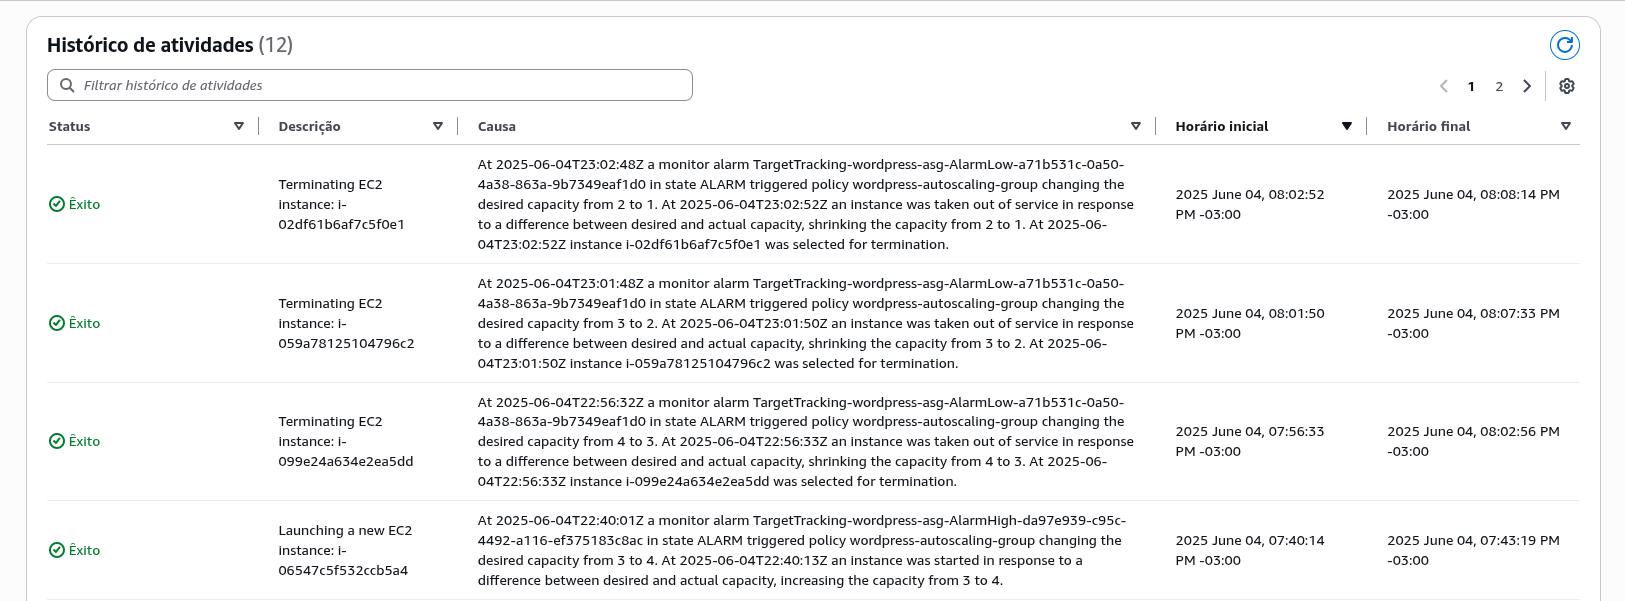 Histórico de atividades (12)
Filtrar histórico de atividades
1 2
Status Descrição Causa Horário inicial Horário final
Êxito
Terminating EC2
instance: i-
02df61b6af7c5f0e1
At 2025-06-04T23:02:48Z a monitor alarm TargetTracking-wordpress-asg-AlarmLow-a71b531c-0a50-
4a38-863a-9b7349eaf1d0 in state ALARM triggered policy wordpress-autoscaling-group changing the
desired capacity from 2 to 1. At 2025-06-04T23:02:52Z an instance was taken out of service in response
to a difference between desired and actual capacity, shrinking the capacity from 2 to 1. At 2025-06-
04T23:02:52Z instance i-02df61b6af7c5f0e1 was selected for termination.
2025 June 04, 08:02:52
PM -03:00
2025 June 04, 08:08:14 PM
-03:00
Êxito
Terminating EC2
instance: i-
059a78125104796c2
At 2025-06-04T23:01:48Z a monitor alarm TargetTracking-wordpress-asg-AlarmLow-a71b531c-0a50-
4a38-863a-9b7349eaf1d0 in state ALARM triggered policy wordpress-autoscaling-group changing the
desired capacity from 3 to 2. At 2025-06-04T23:01:50Z an instance was taken out of service in response
to a difference between desired and actual capacity, shrinking the capacity from 3 to 2. At 2025-06-
04T23:01:50Z instance i-059a78125104796c2 was selected for termination.
2025 June 04, 08:01:50
PM -03:00
2025 June 04, 08:07:33 PM
-03:00
Êxito
Terminating EC2
instance: i-
099e24a634e2ea5dd
At 2025-06-04T22:56:32Z a monitor alarm TargetTracking-wordpress-asg-AlarmLow-a71b531c-0a50-
4a38-863a-9b7349eaf1d0 in state ALARM triggered policy wordpress-autoscaling-group changing the
desired capacity from 4 to 3. At 2025-06-04T22:56:33Z an instance was taken out of service in response
to a difference between desired and actual capacity, shrinking the capacity from 4 to 3. At 2025-06-
04T22:56:33Z instance i-099e24a634e2ea5dd was selected for termination.
2025 June 04, 07:56:33
PM -03:00
2025 June 04, 08:02:56 PM
-03:00
Êxito
Launching a new EC2
instance: i-
06547c5f532ccb5a4
At 2025-06-04T22:40:01Z a monitor alarm TargetTracking-wordpress-asg-AlarmHigh-da97e939-c95c-
4492-a116-ef375183c8ac in state ALARM triggered policy wordpress-autoscaling-group changing the
desired capacity from 3 to 4. At 2025-06-04T22:40:13Z an instance was started in response to a
difference between desired and actual capacity, increasing the capacity from 3 to 4.
2025 June 04, 07:40:14
PM -03:00
2025 June 04, 07:43:19 PM
-03:00